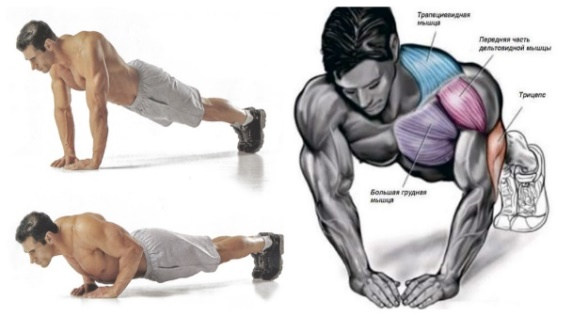 Трапециевидная
мышца
Передняя часть
дельтовидной мышцы
Трицепс
Большая грудная
мышца